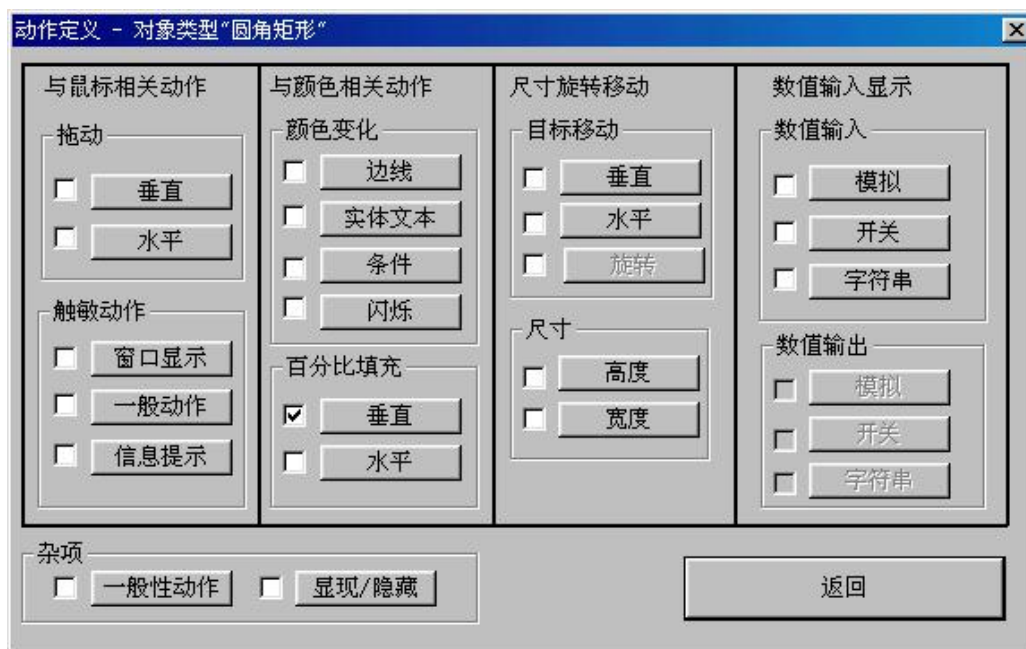 动作定义 - 对象类型“圆角矩形”
与鼠标相关动作
拖动
垂直
水平
触敏动作
窗口显示
一般动作
信息提示
与颜色相关动作
颜色变化
边线
实体文本
条件
闪烁
百分比填充
垂直
水平
尺寸旋转移动
目标移动
垂直
水平
旋转
尺寸
高度
宽度
数值输入显示
数值输入
模拟
开关
字符串
数值输出
模拟
开关
字符串
杂项
一般性动作
显现/隐藏
返回